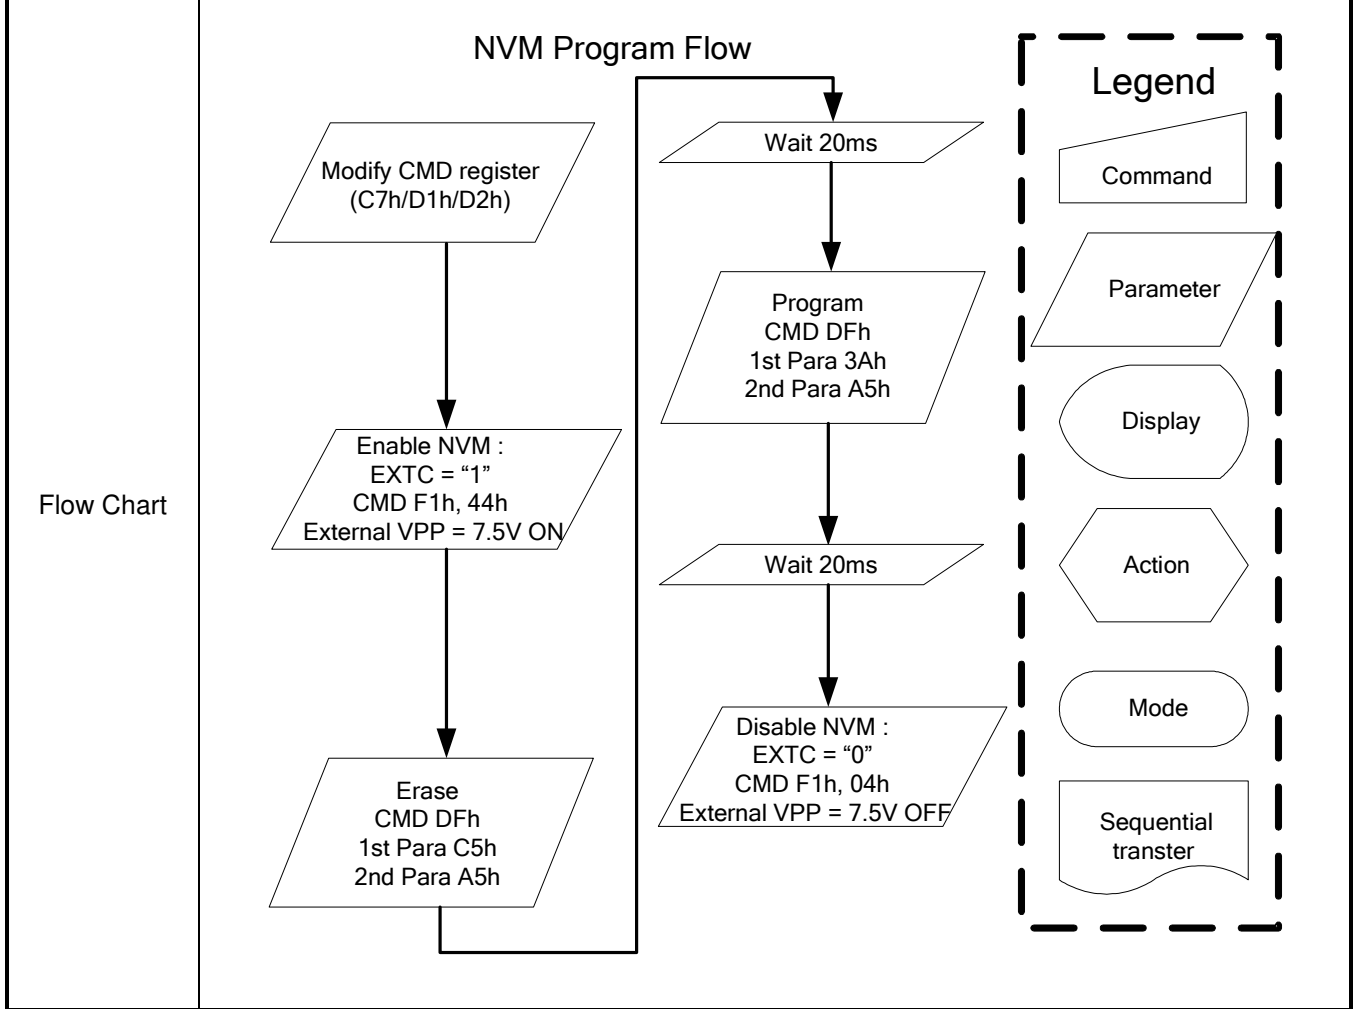 Flow Chart
NVM Program Flow
Modify CMD register
(C7h/D1h/D2h)
Enable NVM :
EXTC = “1”
CMD F1h, 44h
External VPP = 7.5V ON
Erase
CMD DFh
1st Para C5h
2nd Para A5h
Wait 20ms
Program
CMD DFh
1st Para 3Ah
2nd Para A5h
Wait 20ms
Disable NVM :
EXTC = “0”
CMD F1h, 04h
External VPP = 7.5V OFF
Legend
Command
Parameter
Display
Action
Mode
Sequential
transter